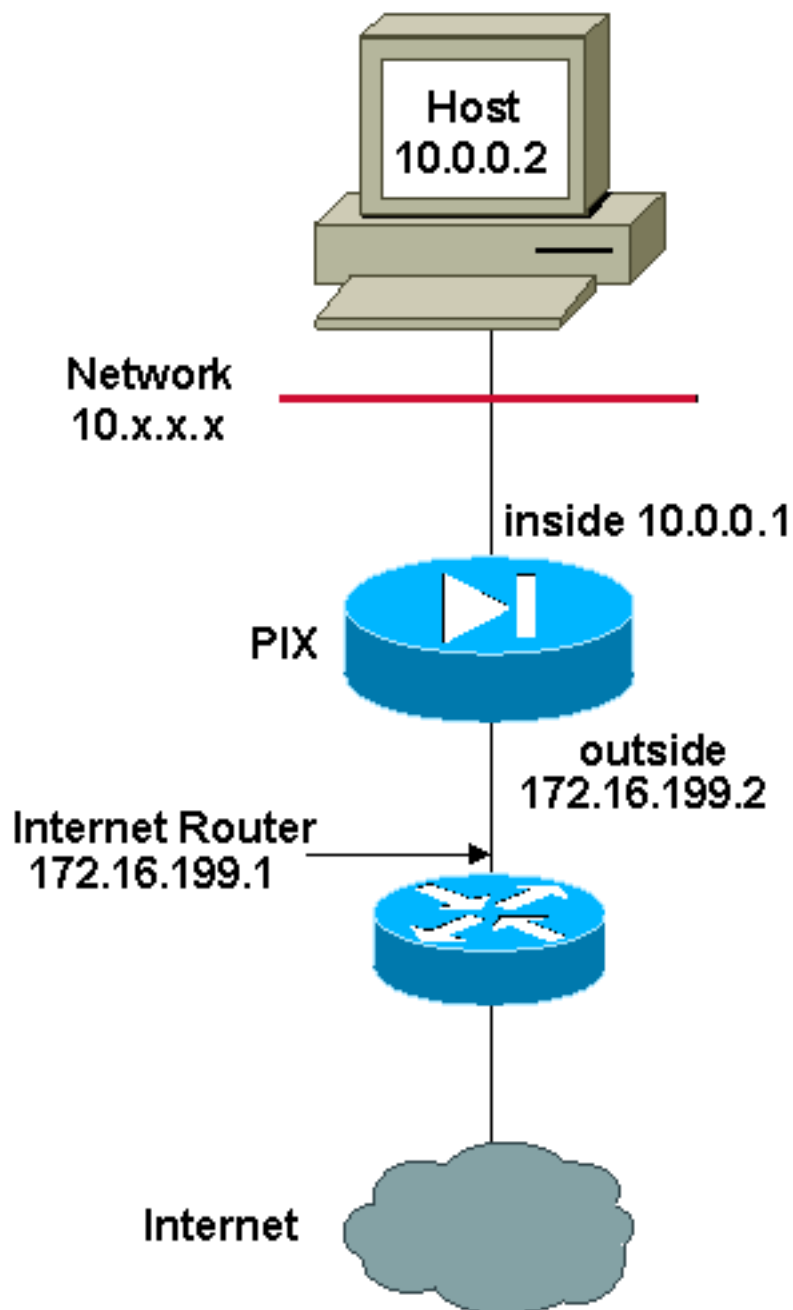 Host
10.0.0.2
Network
10.x.x.x
inside 10.0.0.1
PIX
outside
172.16.199.2
Internet Router
172.16.199.1
Internet